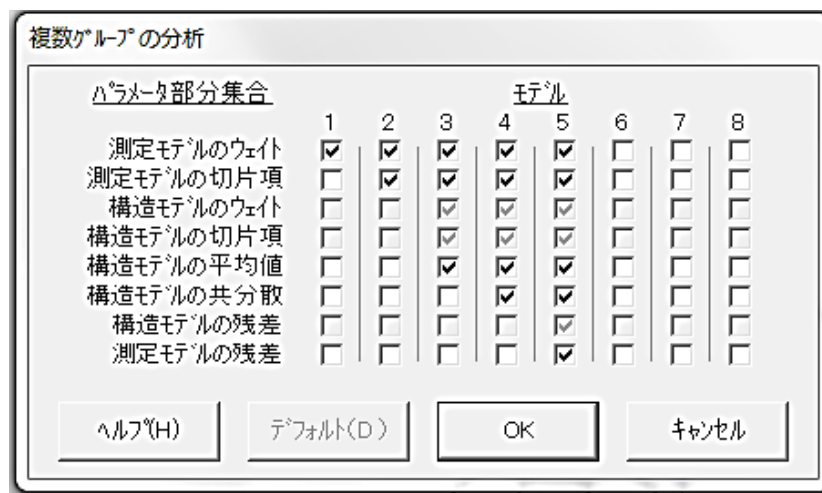 複数ｸﾞﾙｰﾌﾟの分析
ﾊﾟﾗﾒｰﾀ部分集合 ﾓﾃﾞﾙ
1 2 3 4 5 6 7 8
測定ﾓﾃﾞﾙのｳｪｲﾄ
測定ﾓﾃﾞﾙの切片項
構造ﾓﾃﾞﾙのｳｪｲﾄ
構造ﾓﾃﾞﾙの切片項
構造ﾓﾃﾞﾙの平均値
構造ﾓﾃﾞﾙの共分散
構造ﾓﾃﾞﾙの残差
測定ﾓﾃﾞﾙの残差
ﾍﾙﾌﾟ(H) ﾃﾞﾌｫﾙﾄ(D) OK ｷｬﾝｾﾙ